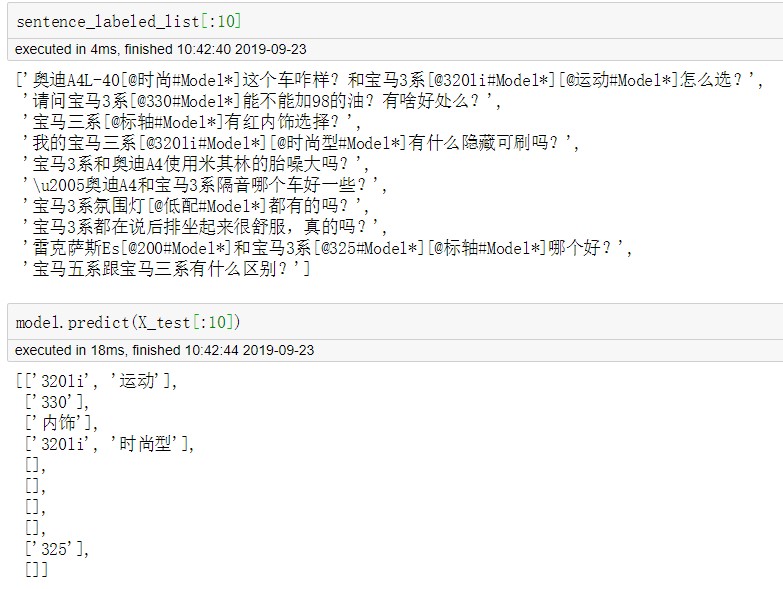 sentence_labeled_list[:10]
executed in 4ms, finished 10:42:40 2019-09-23
['奥迪A4L-40[@时尚#Model*]这个车咋样？和宝马3系[@320li#Model*][@运动#Model*]怎么选？',
'请问宝马3系[@330#Model*]能不能加98的油？有啥好处么？',
'宝马三系[@标轴#Model*]有红内饰选择？',
'我的宝马三系[@320li#Model*][@时尚型#Model*]有什么隐藏可刷吗？',
'宝马3系和奥迪A4使用米其林的胎噪大吗？',
'\u2005奥迪A4和宝马3系隔音哪个车好一些？',
'宝马3系氛围灯[@低配#Model*]都有的吗？',
'宝马3系都在说后排坐起来很舒服，真的吗？',
'雷克萨斯Es[@200#Model*]和宝马3系[@325#Model*][@标轴#Model*]哪个好？',
'宝马五系跟宝马三系有什么区别？']
model.predict(X_test[:10])
executed in 18ms, finished 10:42:44 2019-09-23
[['320li', '运动'],
['330'],
['内饰'],
['320li', '时尚型'],
[],
[],
[],
[],
['325'],
[]]